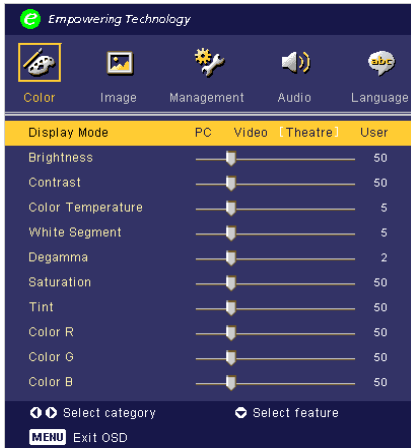 e Empowering Technology
abc
Color Image Management Audio Language
Display Mode PC Video [Theatre] User
Brightness 50
Contrast 50
Color Temperature 5
White Segment 5
Degamma 2
Saturation 50
Tint 50
Color R 50
Color G 50
Color B 50
Select category Select feature
MENU Exit OSD